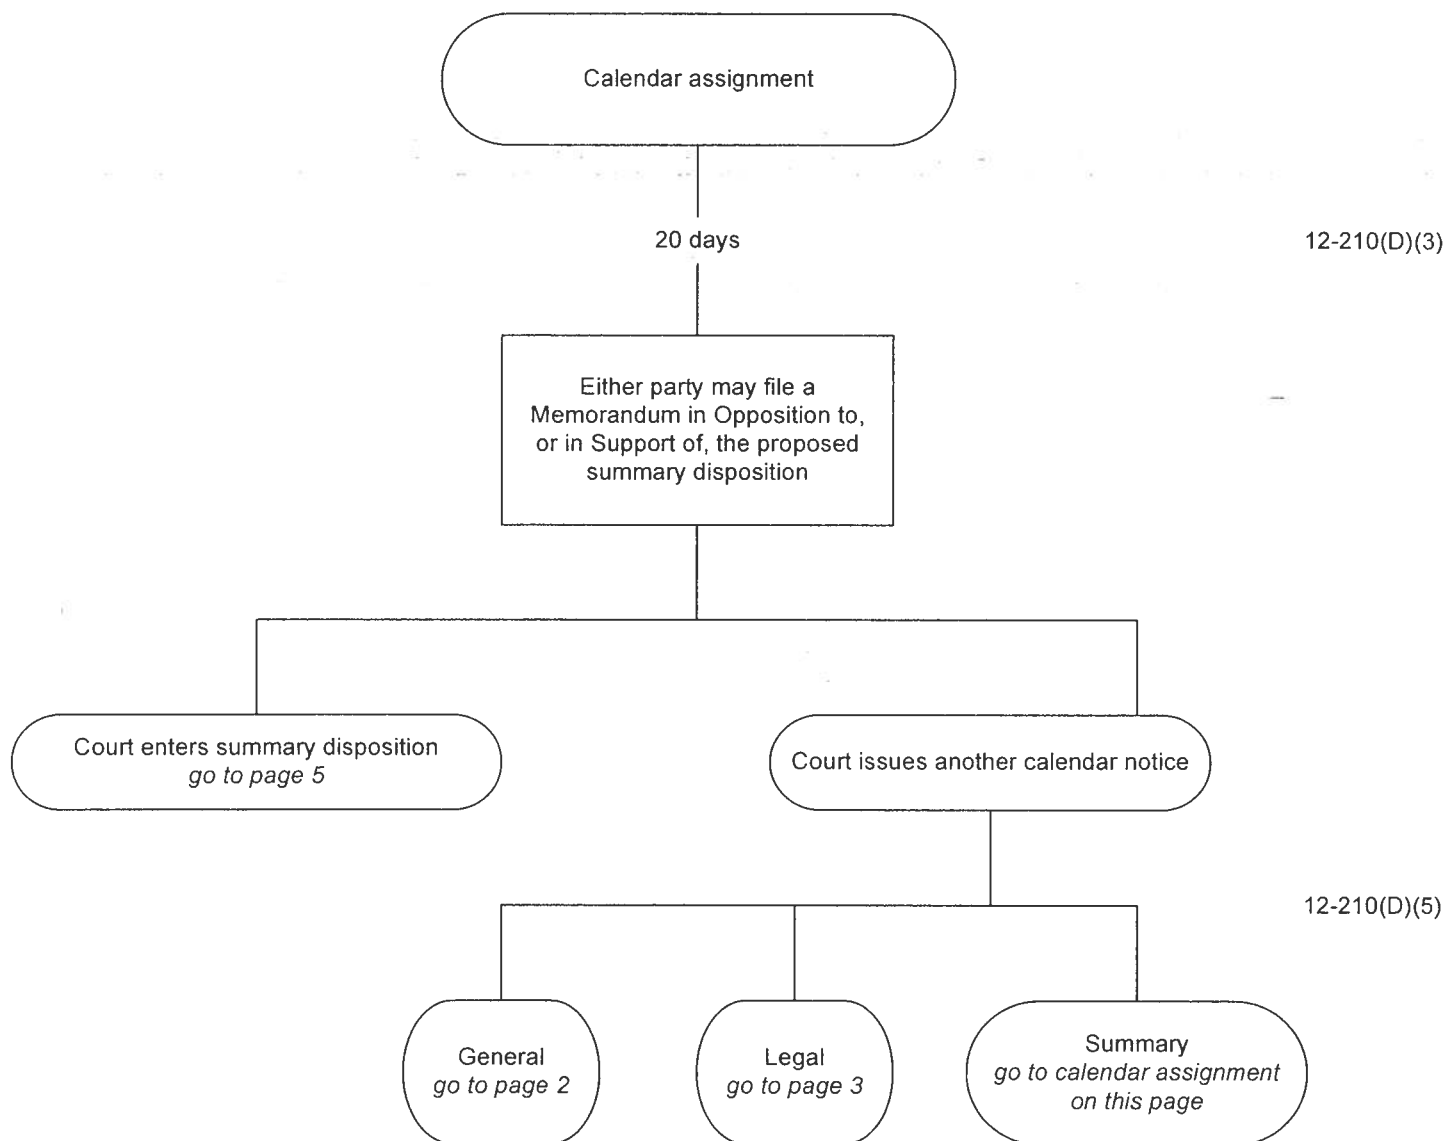 Calendar assignment
20 days
12-210(D)(3)
Either party may file a
Memorandum in Opposition to,
or in Support of, the proposed
summary disposition
Court enters summary disposition
go to page 5
Court issues another calendar notice
12-210(D)(5)
General
go to page 2
Legal
go to page 3
Summary
go to calendar assignment
on this page